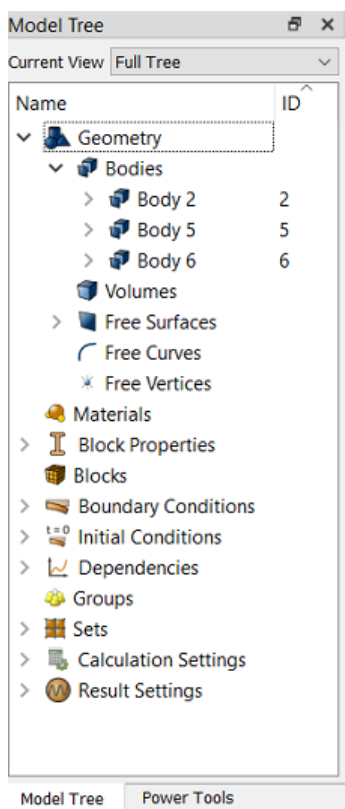 Model Tree
Current View Full Tree
Name ID
Geometry
Bodies
Body 2 2
Body 5 5
Body 6 6
Volumes
Free Surfaces
Free Curves
Free Vertices
Materials
Block Properties
Blocks
Boundary Conditions
t=0 Initial Conditions
Dependencies
Groups
Sets
Calculation Settings
Result Settings
Model Tree Power Tools